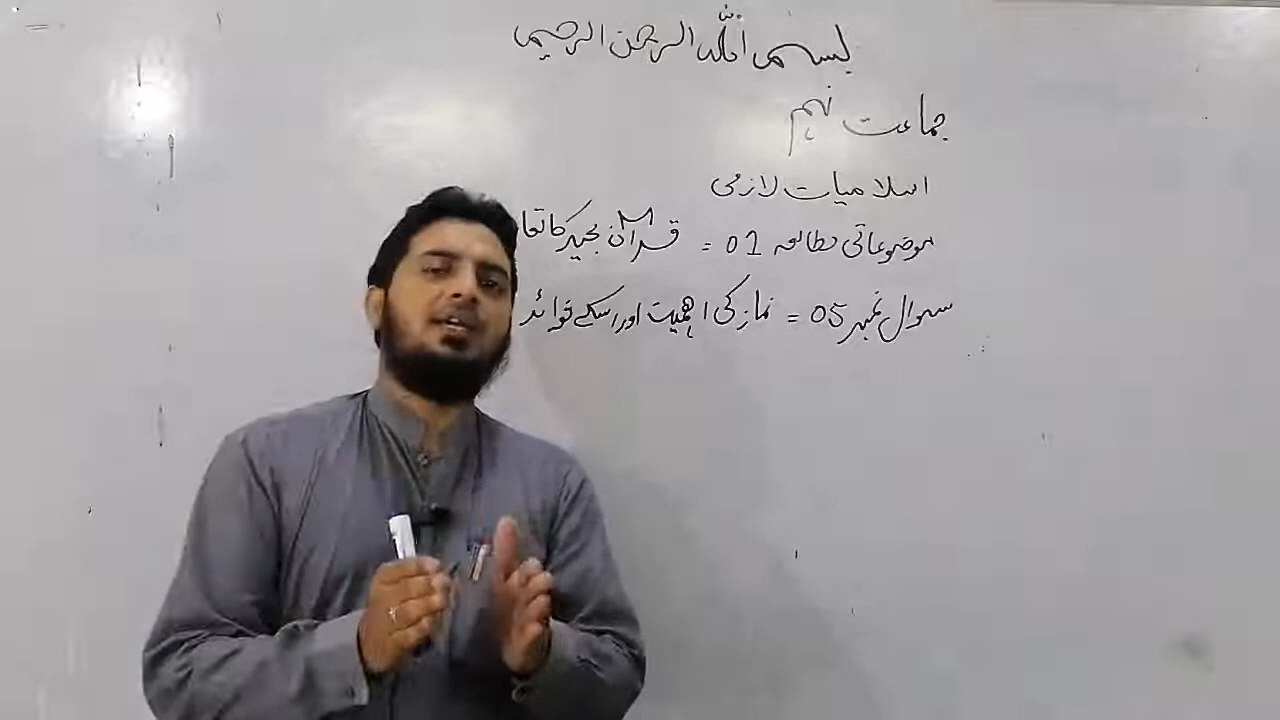 بسم اللہ الرحمن الرحیم
جماعت نہم
اسلامیات لازمی
موضوعاتی مطالعہ 01 = قرآن مجید کا تعا
سوال نمبر 05 = نماز کی اہمیت اور اسکے فوائد